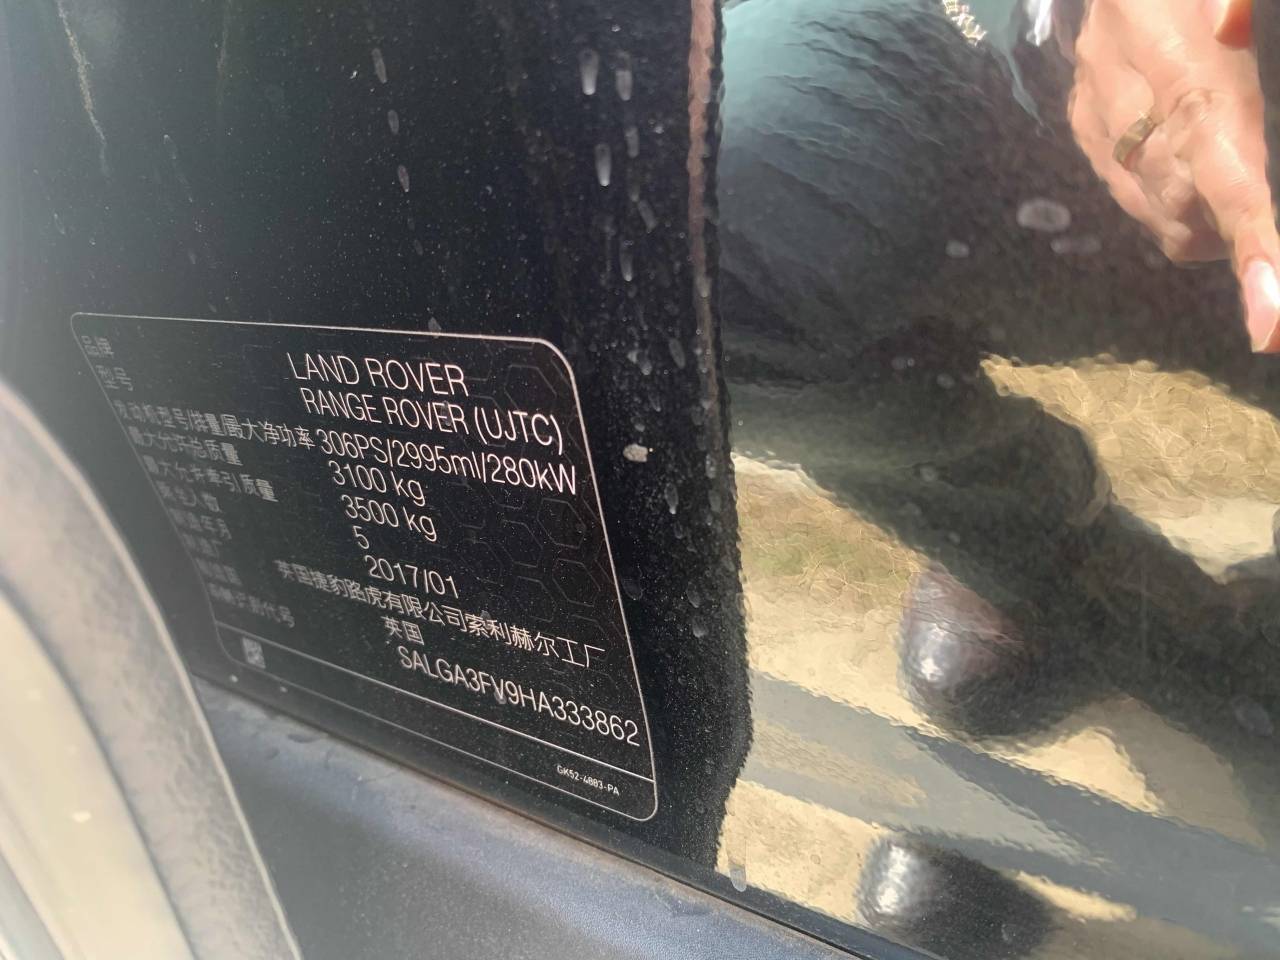 品牌 LAND ROVER
型号 RANGE ROVER (UJTC)
发动机型号/排量/最大净功率 306PS/2995ml/280kW
最大允许总质量 3100 kg
最大允许牵引质量 3500 kg
乘坐人数 5
制造年月 2017/01
制造厂 英国捷豹路虎有限公司索利赫尔工厂
英国
车辆识别代号 SALGA3FV9HA333862
GK52-4883-PA